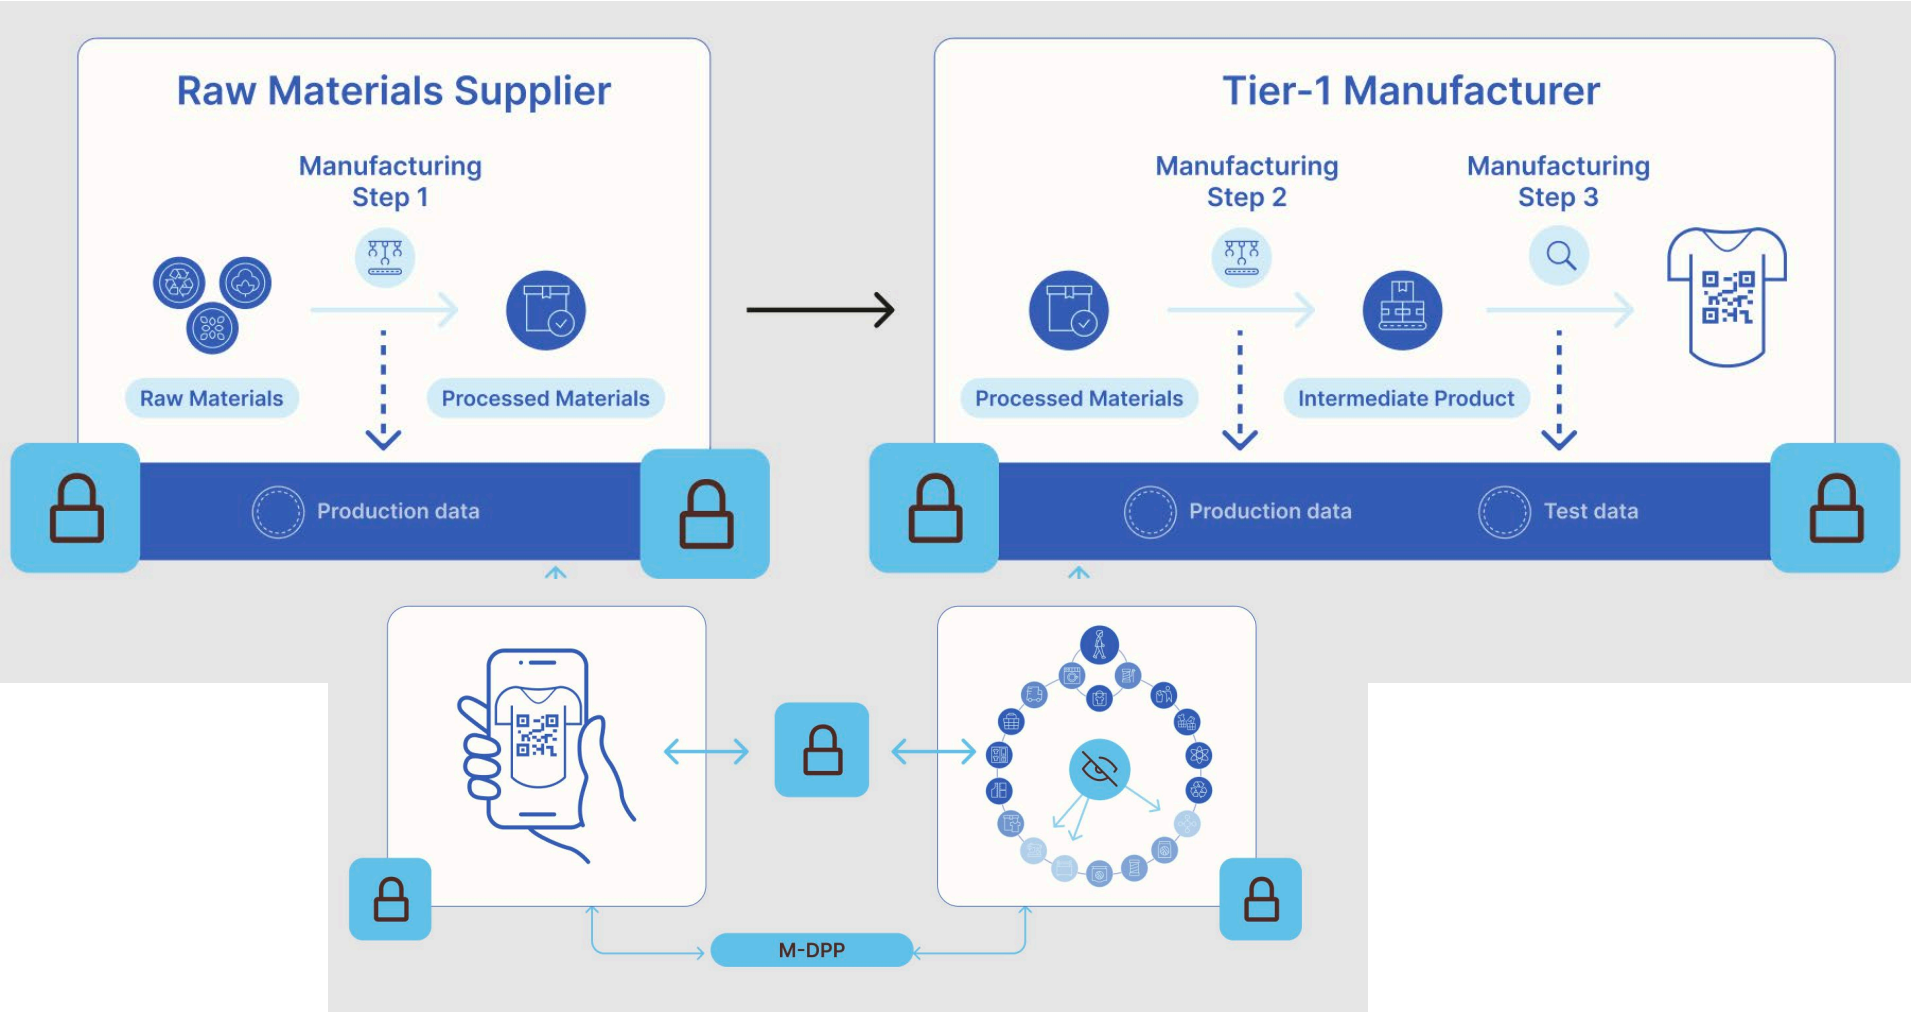 Raw Materials Supplier
Manufacturing
Step 1
Raw Materials
Processed Materials
Production data
Tier-1 Manufacturer
Manufacturing
Step 2
Manufacturing
Step 3
Processed Materials
Intermediate Product
Production data
Test data
M-DPP